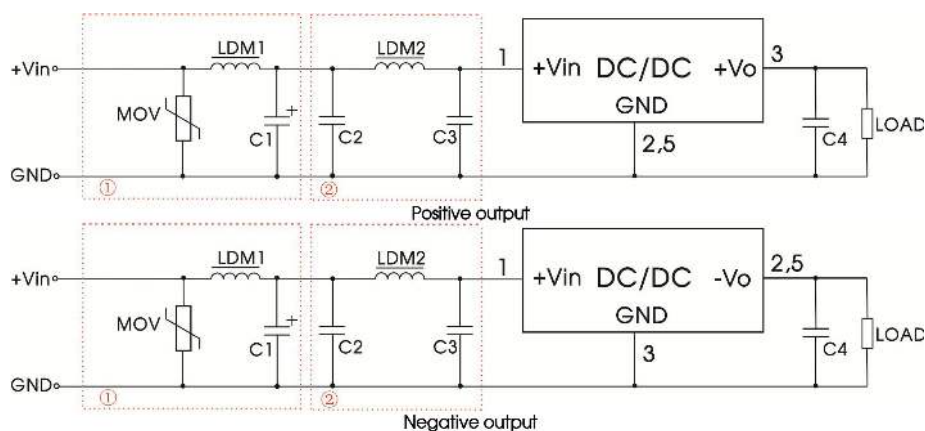 LDM1 LDM2
+Vin 1 +Vin DC/DC +Vo 3
MOV C1 + C2 C3 GND C4 LOAD
2,5
GND ① ②
Positive output
LDM1 LDM2
+Vin 1 +Vin DC/DC -Vo 2,5
MOV C1 + C2 C3 GND C4 LOAD
3
GND ① ②
Negative output